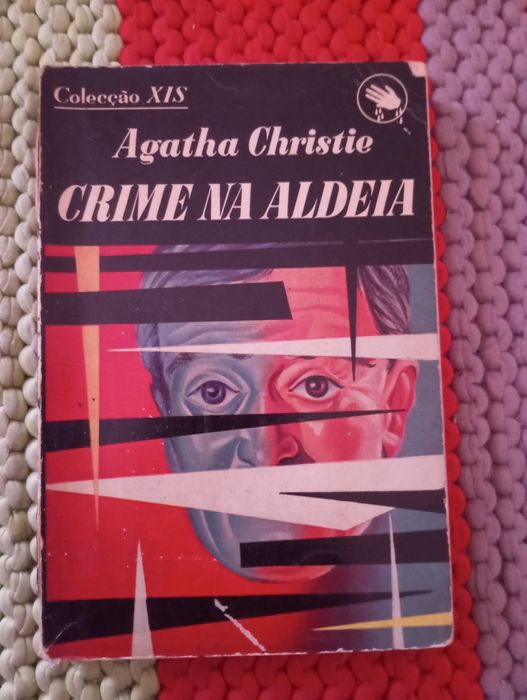 Colecção XIS
Agatha Christie
CRIME NA ALDEIA